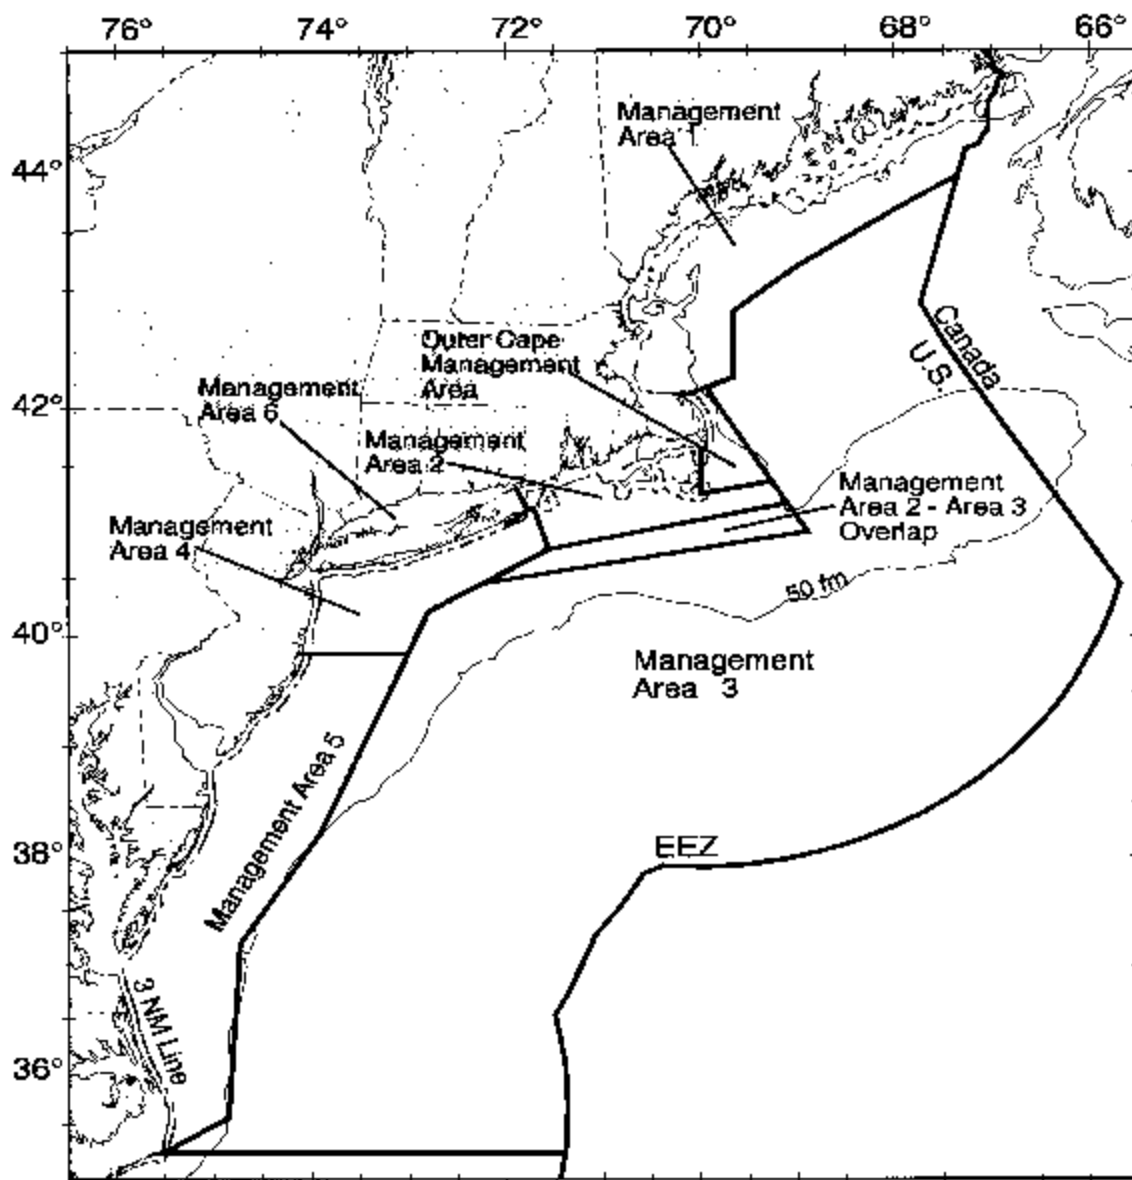 76° 74° 72° 70° 68° 66°
Management
Area 1
44°
Canada
U.S.
Outer Cape
Management
Area
Management
Area 6
42°
Management
Area 2
Management
Area 2 - Area 3
Overlap
Management
Area 4
50 fm
40°
Management
Area 3
Management Area 5
38°
EEZ
3 NM Line
36°